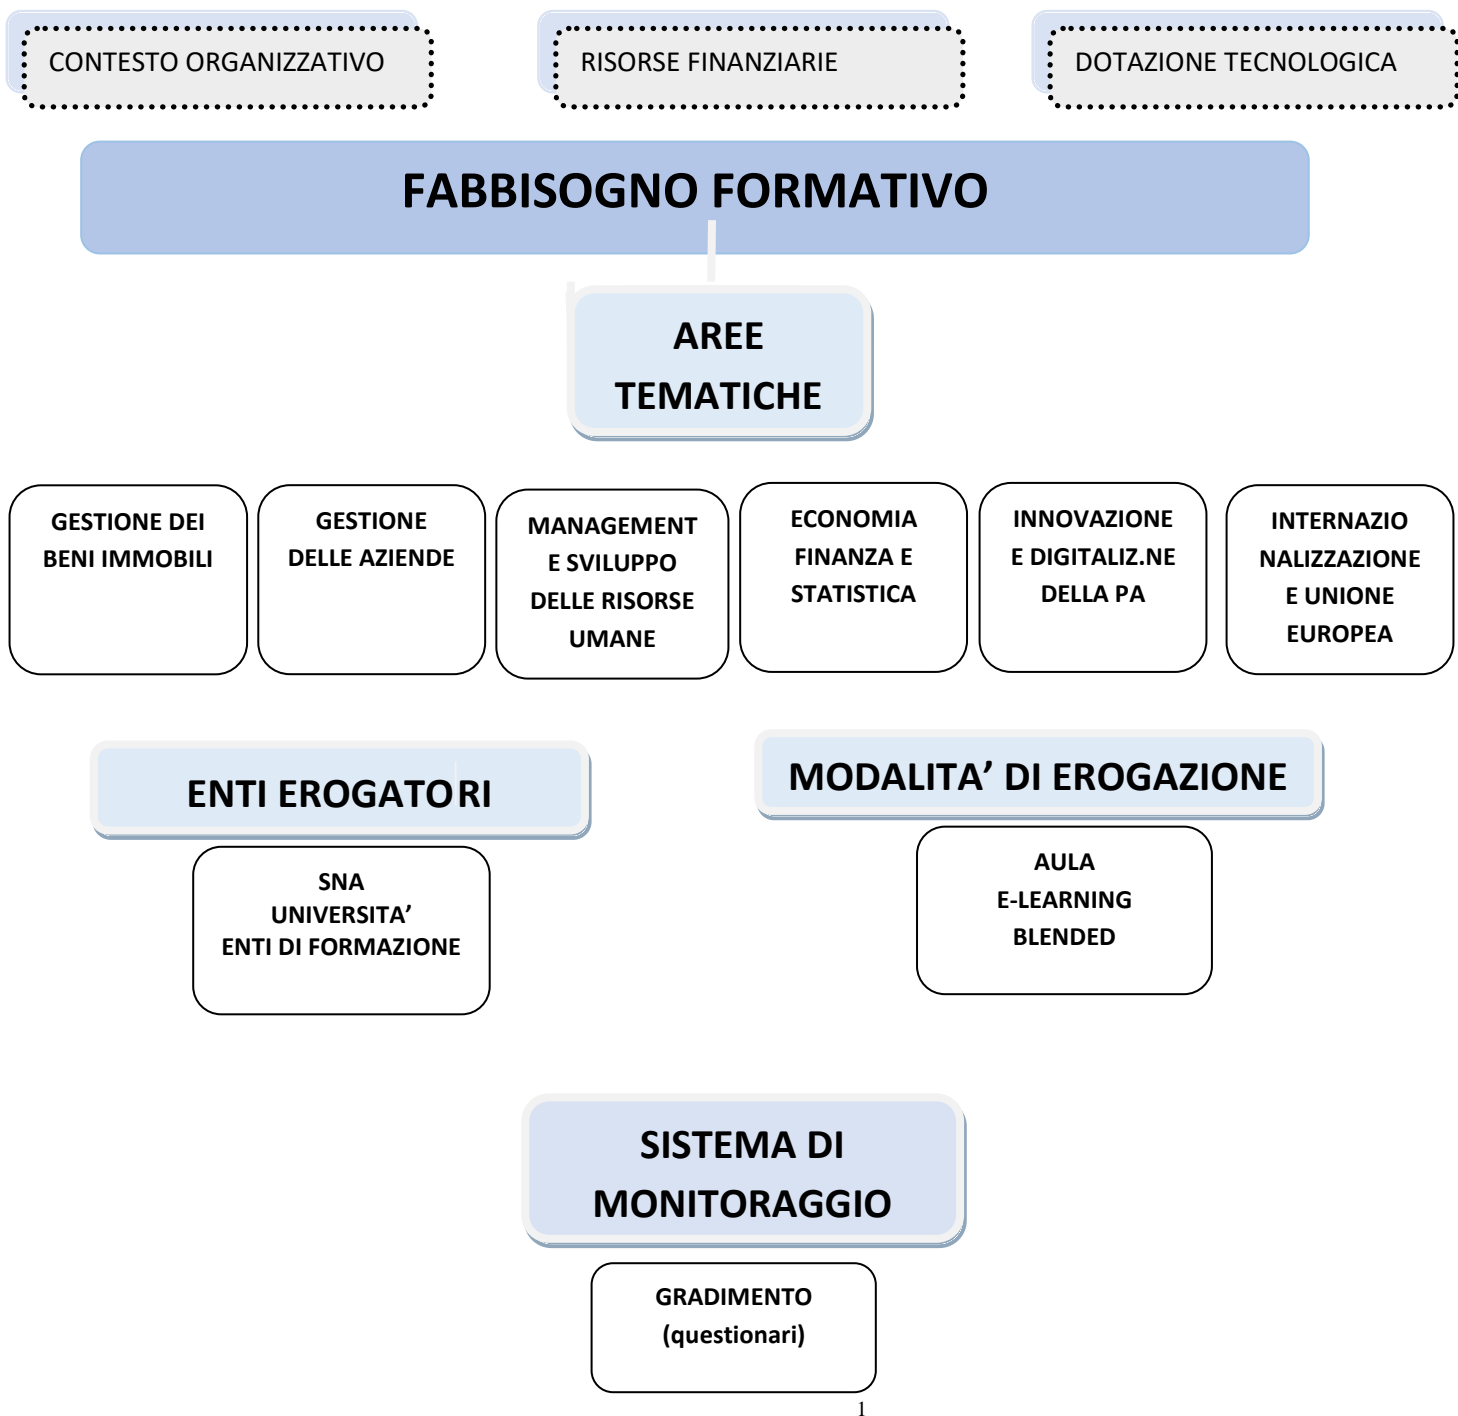 CONTESTO ORGANIZZATIVO
RISORSE FINANZIARIE
DOTAZIONE TECNOLOGICA
FABBISOGNO FORMATIVO
AREE
TEMATICHE
GESTIONE DEI
BENI IMMOBILI
GESTIONE
DELLE AZIENDE
MANAGEMENT
E SVILUPPO
DELLE RISORSE
UMANE
ECONOMIA
FINANZA E
STATISTICA
INNOVAZIONE
E DIGITALIZ.NE
DELLA PA
INTERNAZIO
NALIZZAZIONE
E UNIONE
EUROPEA
ENTI EROGATORI
MODALITA’ DI EROGAZIONE
SNA
UNIVERSITA’
ENTI DI FORMAZIONE
AULA
E-LEARNING
BLENDED
SISTEMA DI
MONITORAGGIO
GRADIMENTO
(questionari)
1